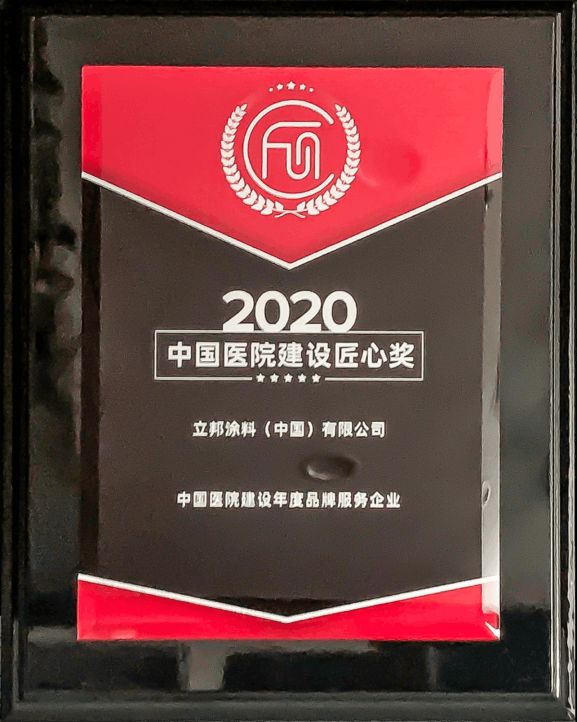 2020
中国医院建设匠心奖
立邦涂料（中国）有限公司
中国医院建设年度品牌服务企业